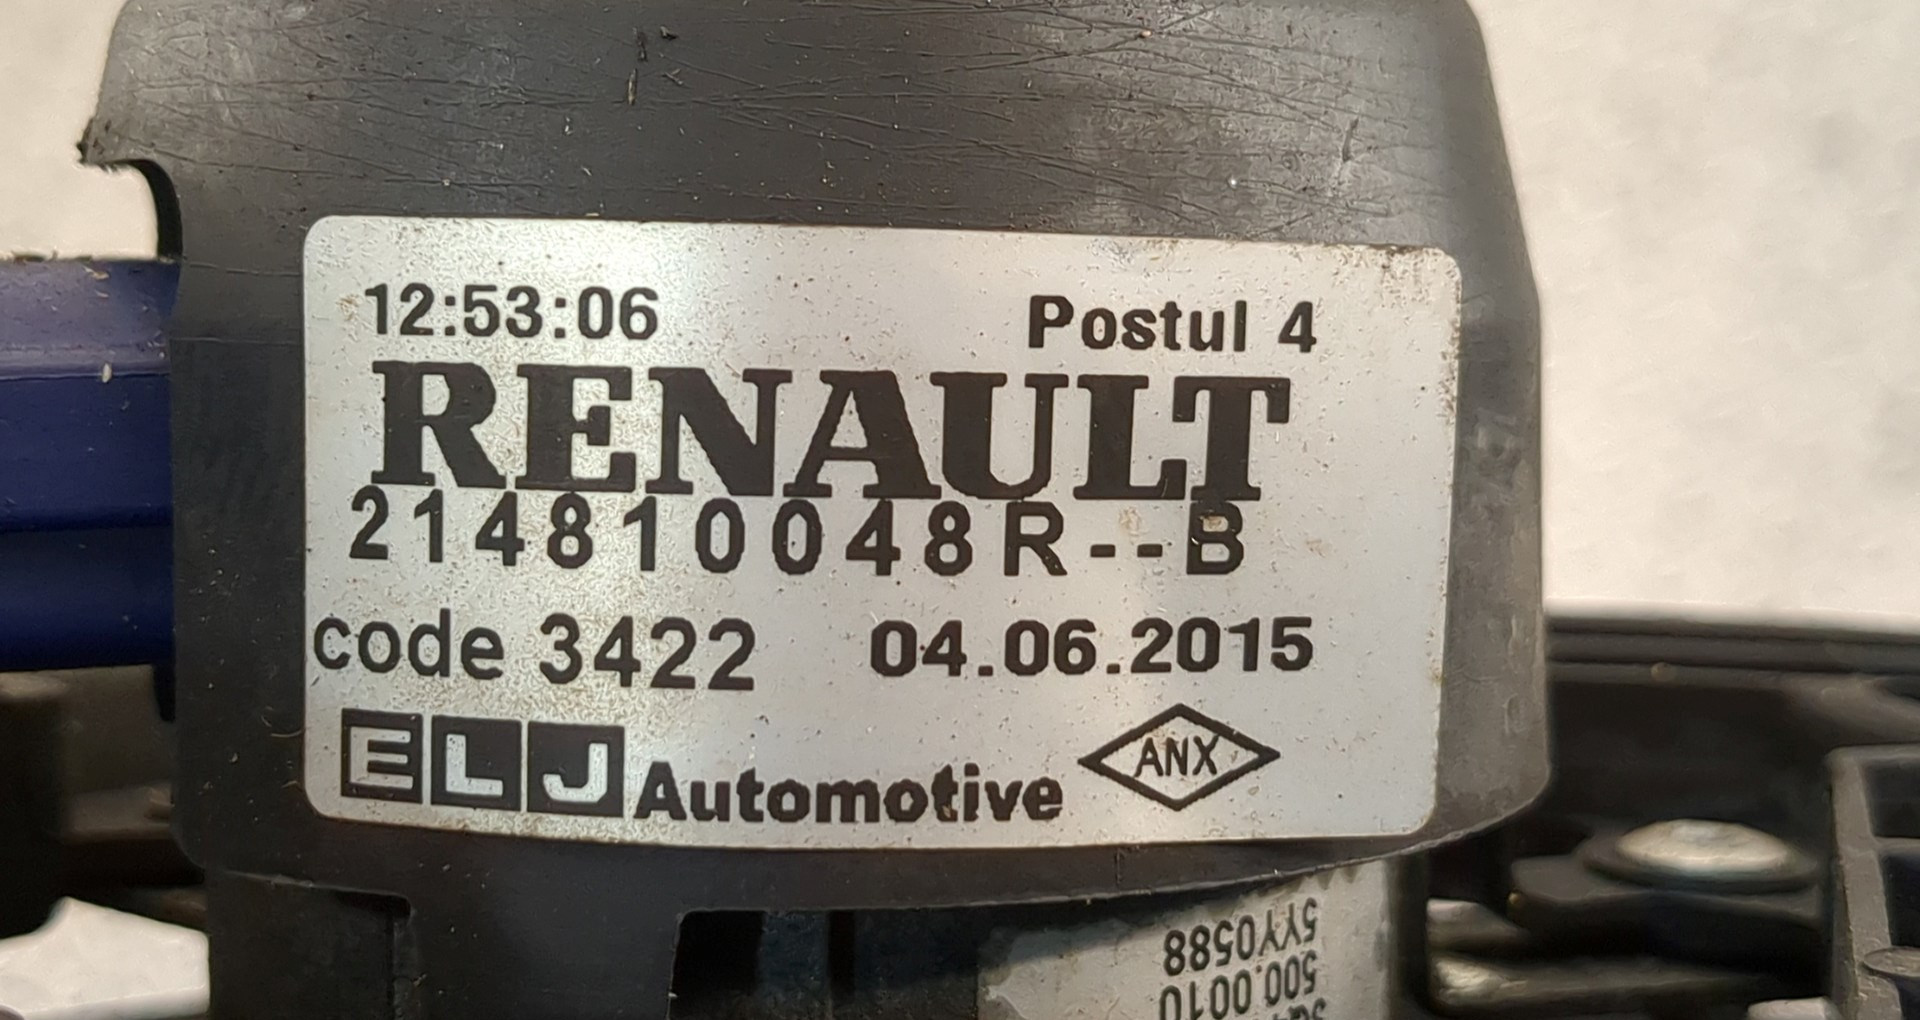 12:53:06 Postul 4
RENAULT
214810048R--B
code 3422 04.06.2015
ELJ Automotive ANX
5YY0588
500.0010